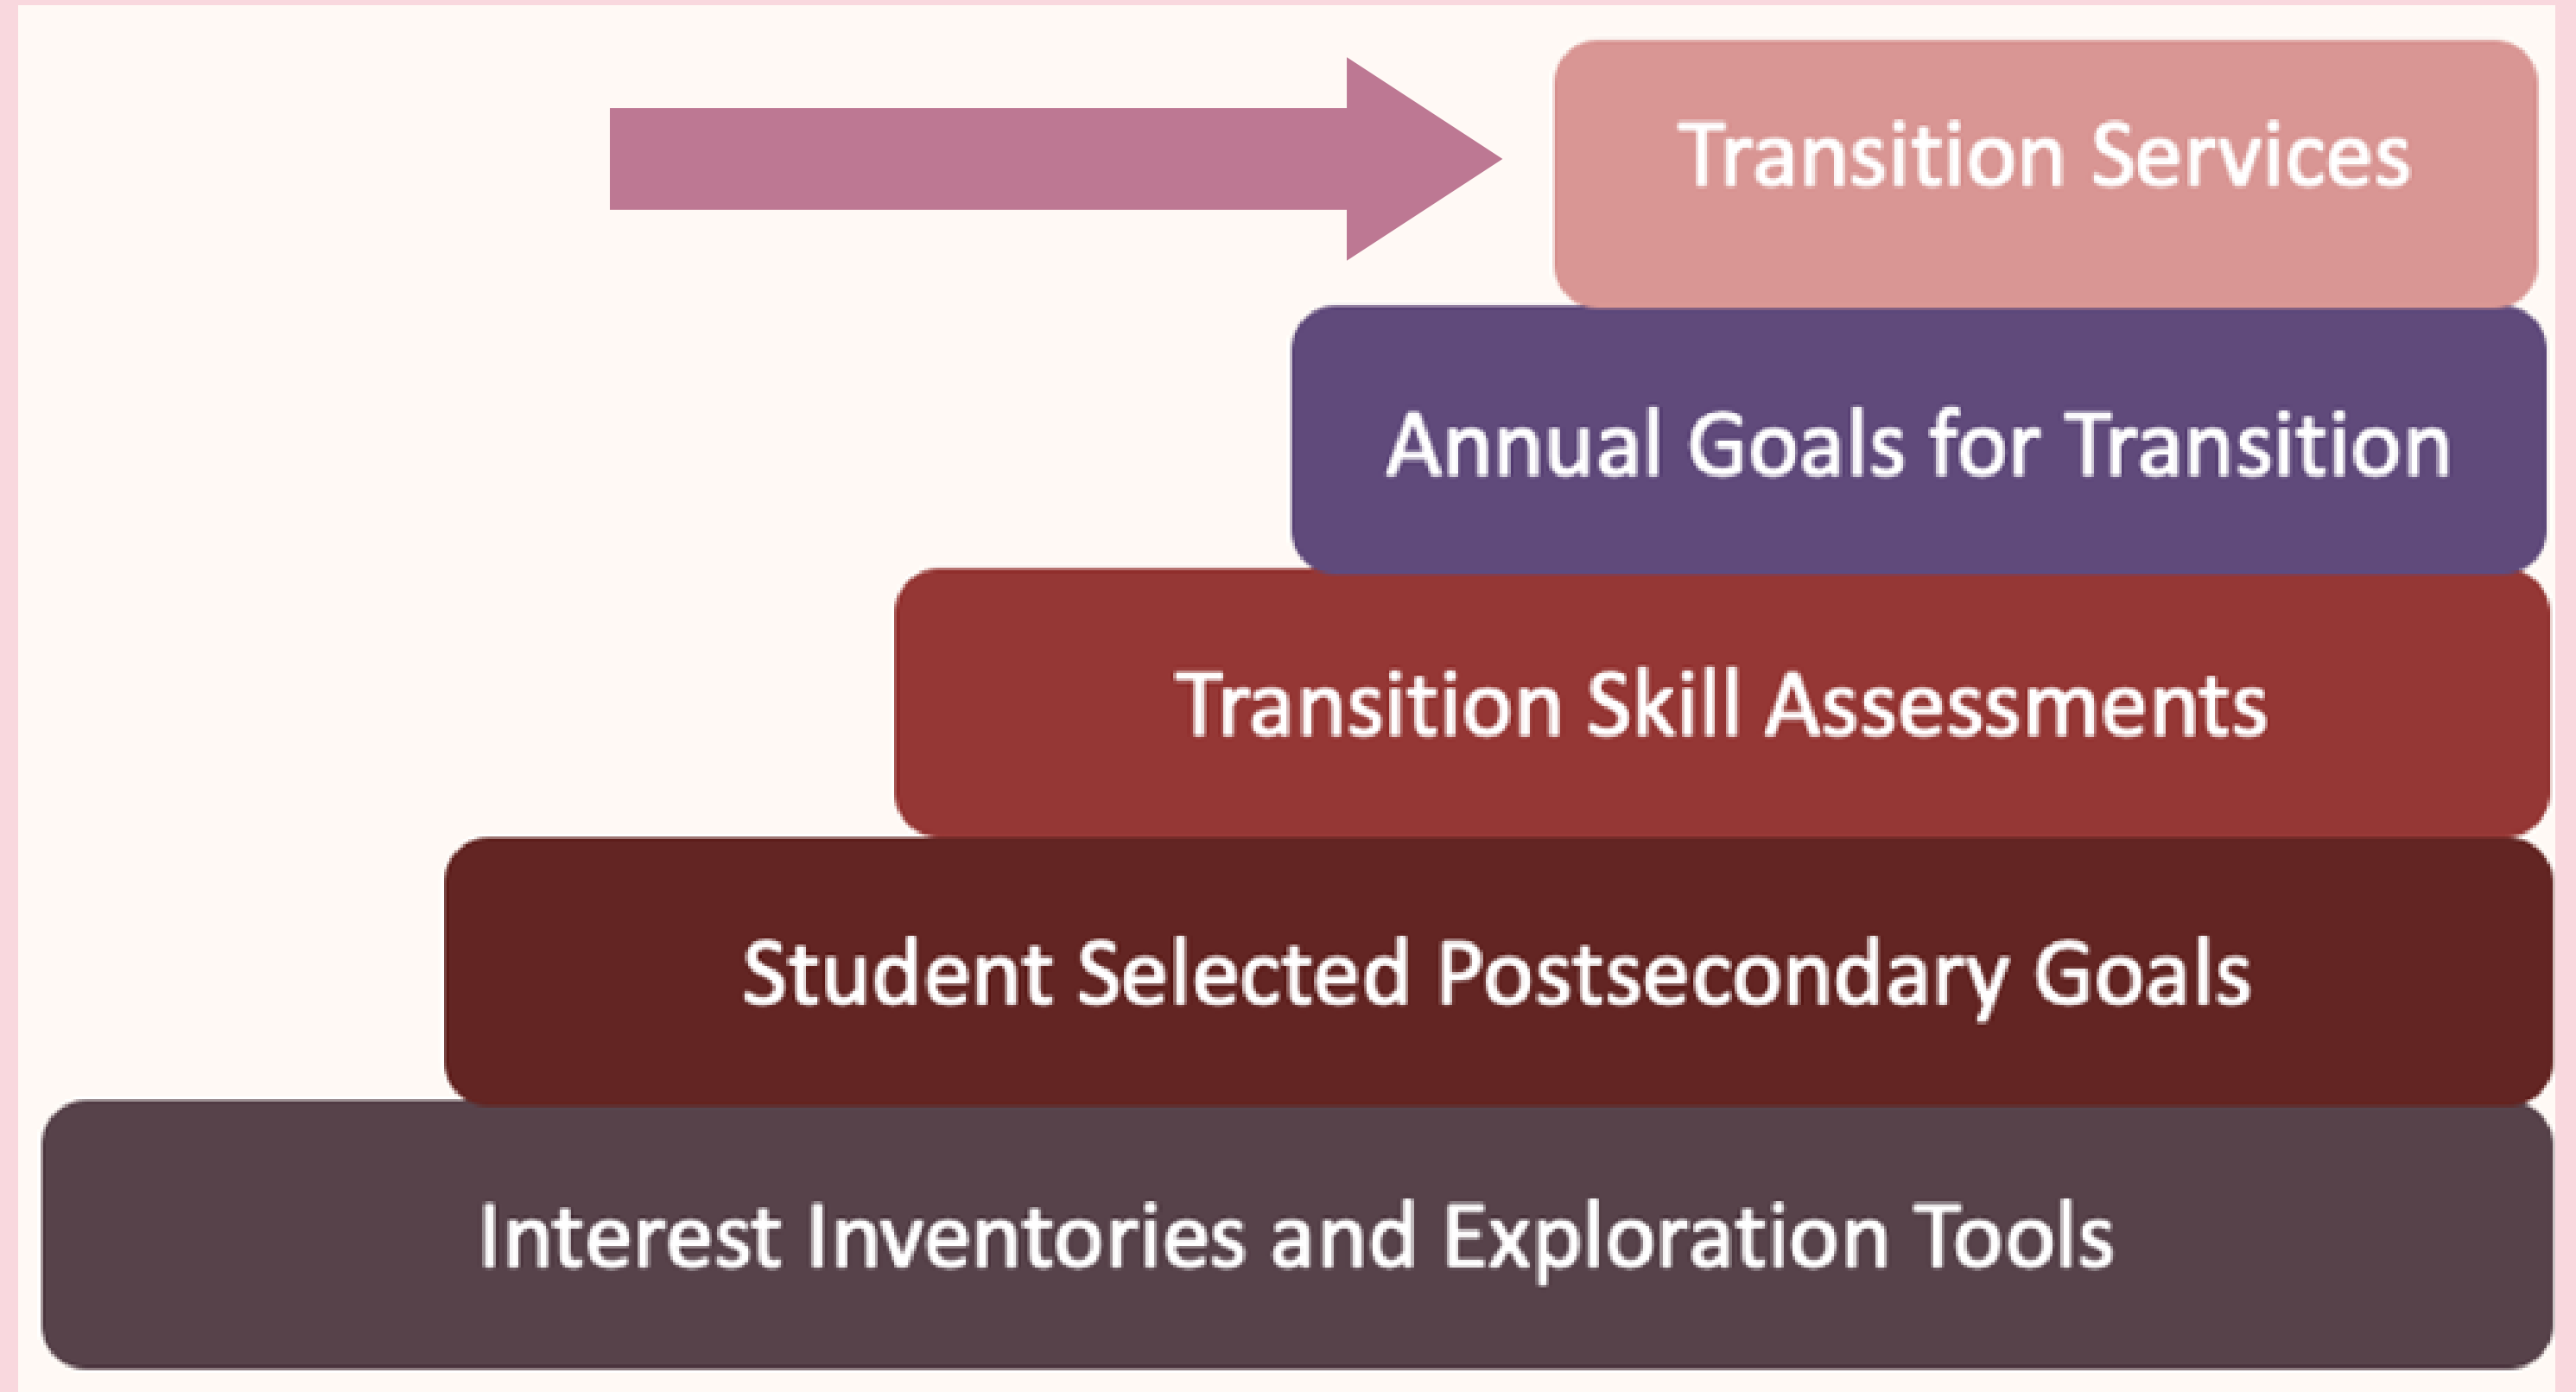 Transition Services
Annual Goals for Transition
Transition Skill Assessments
Student Selected Postsecondary Goals
Interest Inventories and Exploration Tools